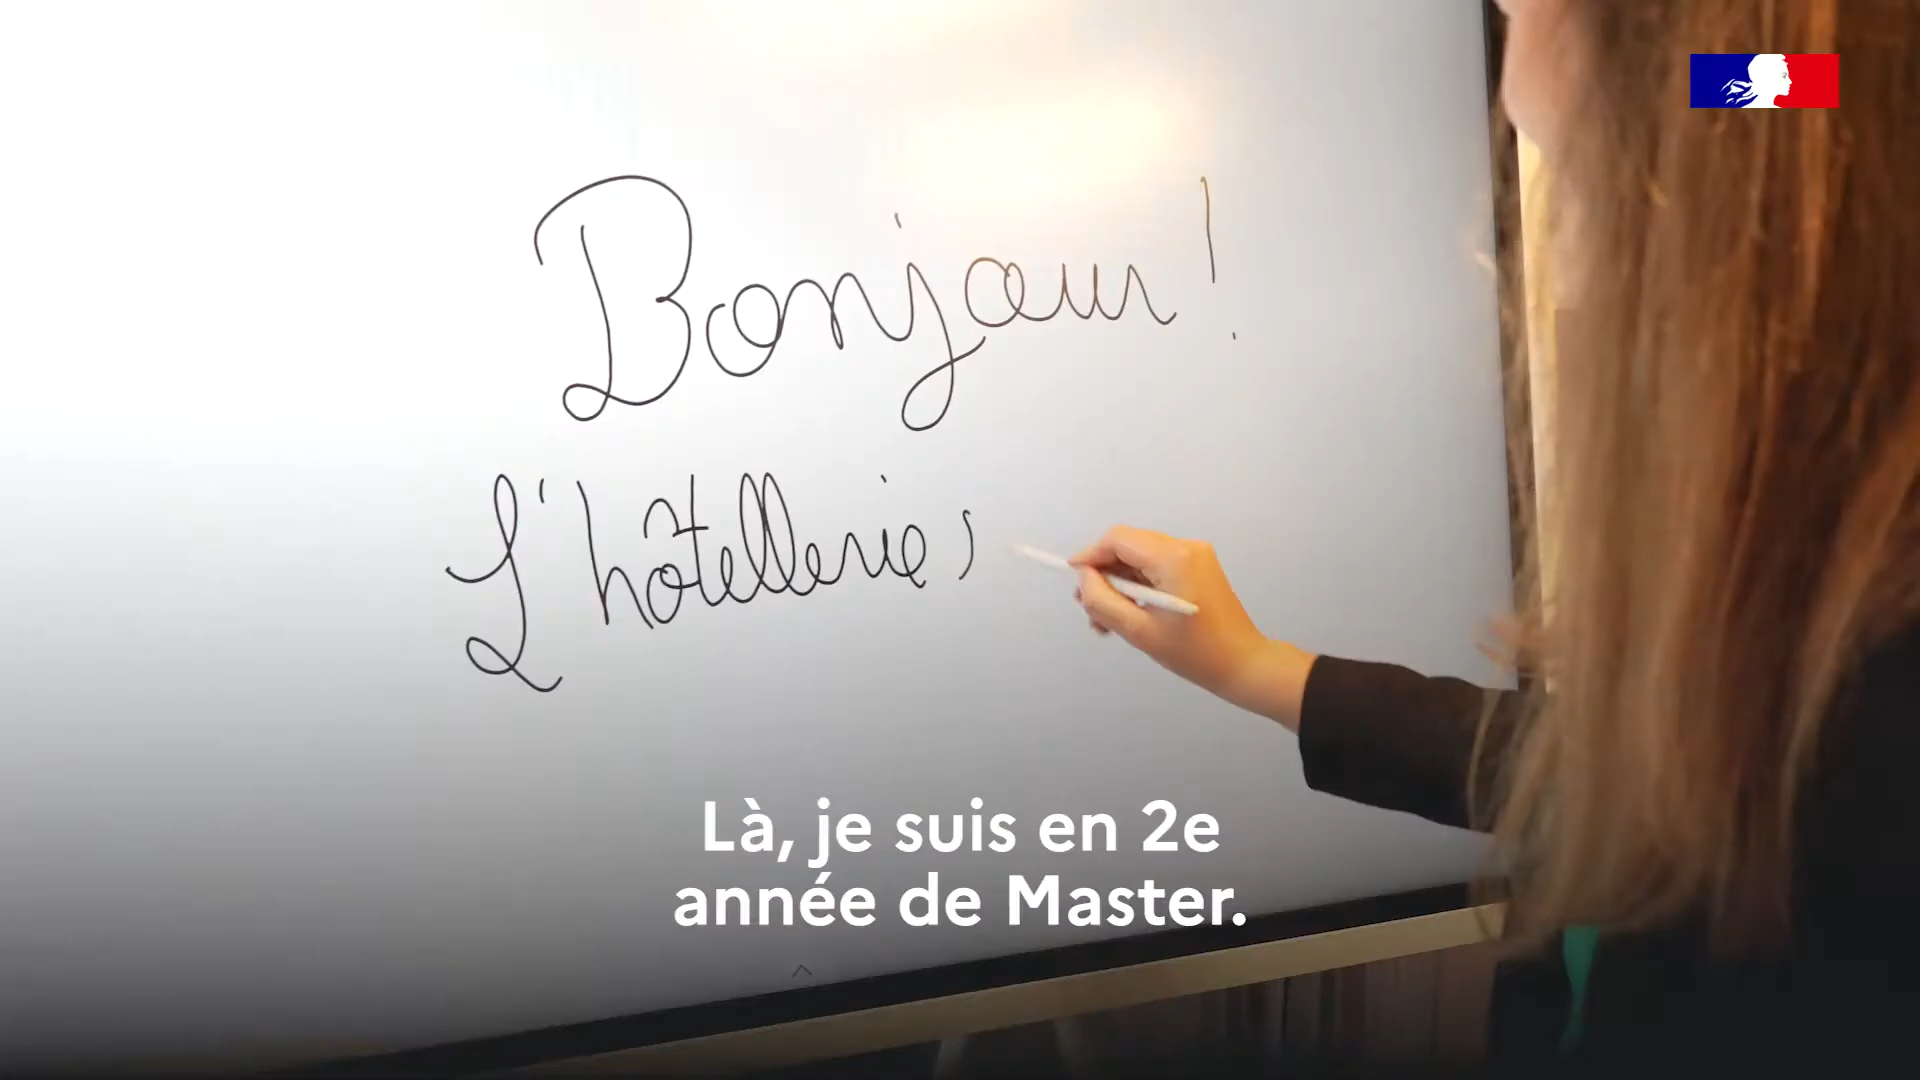 Bonjour !
L'hôtellerie,
Là, je suis en 2e
année de Master.